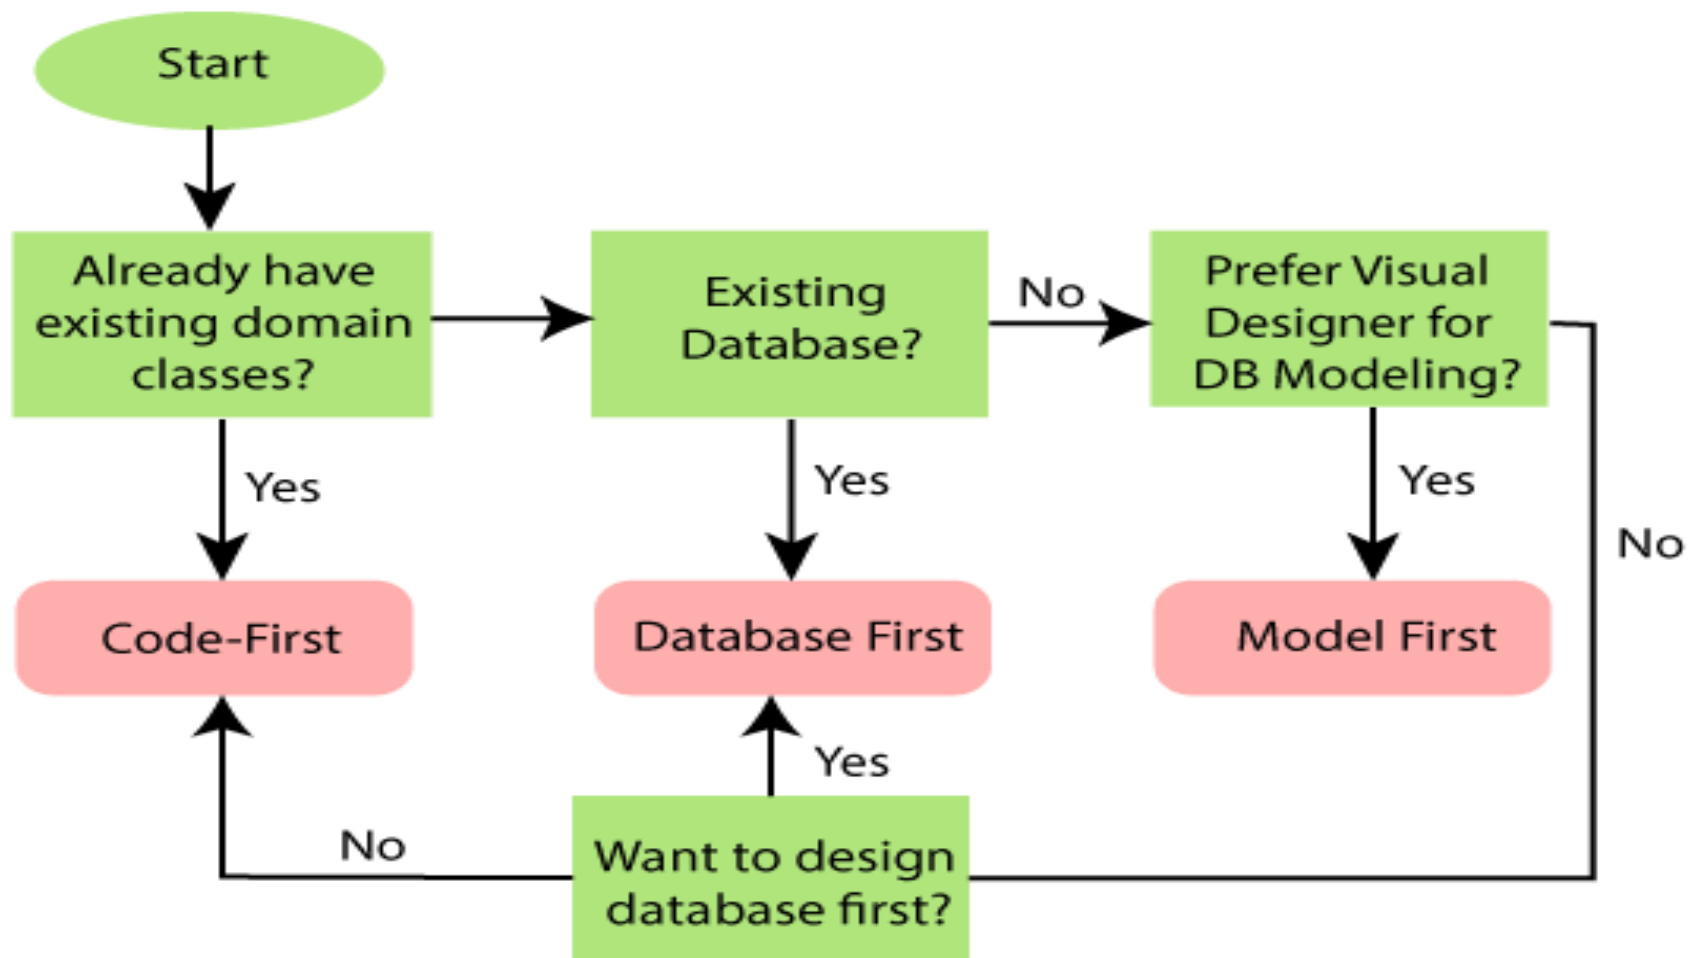 Start
Already have
existing domain
classes?
Existing
Database?
No
Prefer Visual
Designer for
DB Modeling?
Yes
Yes
Yes
No
Code-First
Database First
Model First
Yes
No
Want to design
database first?